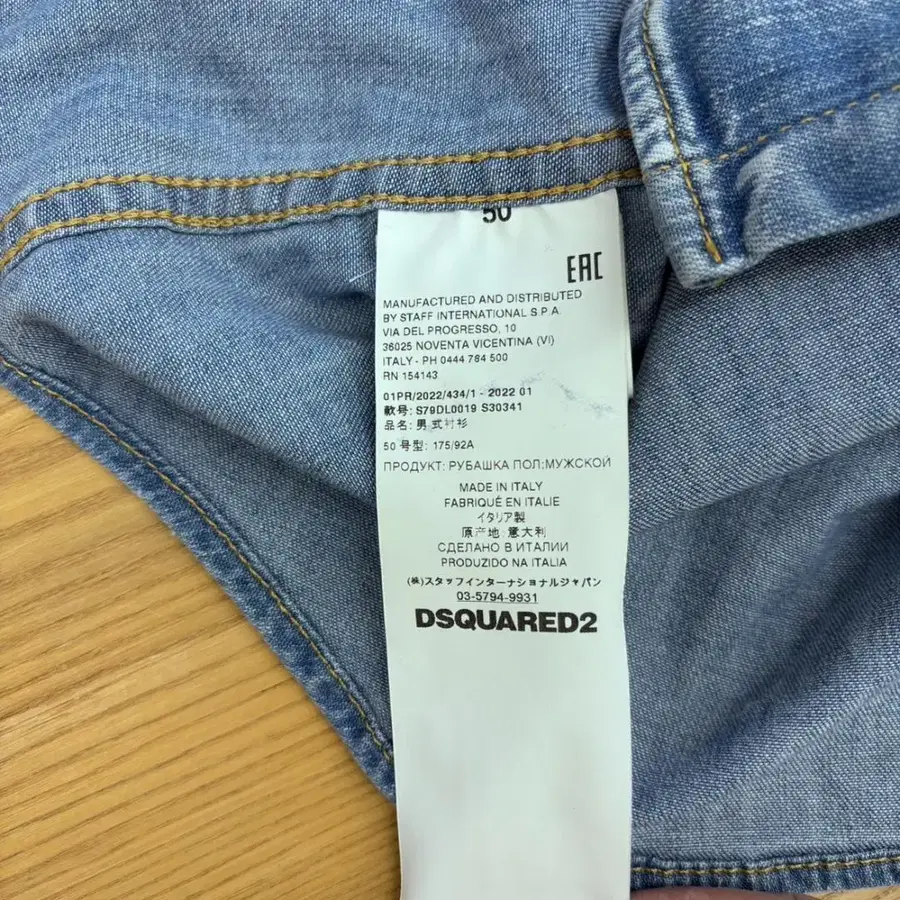 50
EAC
MANUFACTURED AND DISTRIBUTED
BY STAFF INTERNATIONAL S.P.A.
VIA DEL PROGRESSO, 10
36025 NOVENTA VICENTINA (VI)
ITALY - PH 0444 784 500
RN 154143
01PR/2022/434/1 - 2022 01
款号: S79DL0019 S30341
品名: 男式衬衫
50 号型: 175/92A
ПРОДУКТ: РУБАШКА ПОЛ:МУЖСКОЙ
MADE IN ITALY
FABRIQUÉ EN ITALIE
イタリア製
原产地: 意大利
СДЕЛАНО В ИТАЛИИ
PRODUZIDO NA ITALIA
(株)スタッフインターナショナルジャパン
03-5794-9931
DSQUARED2